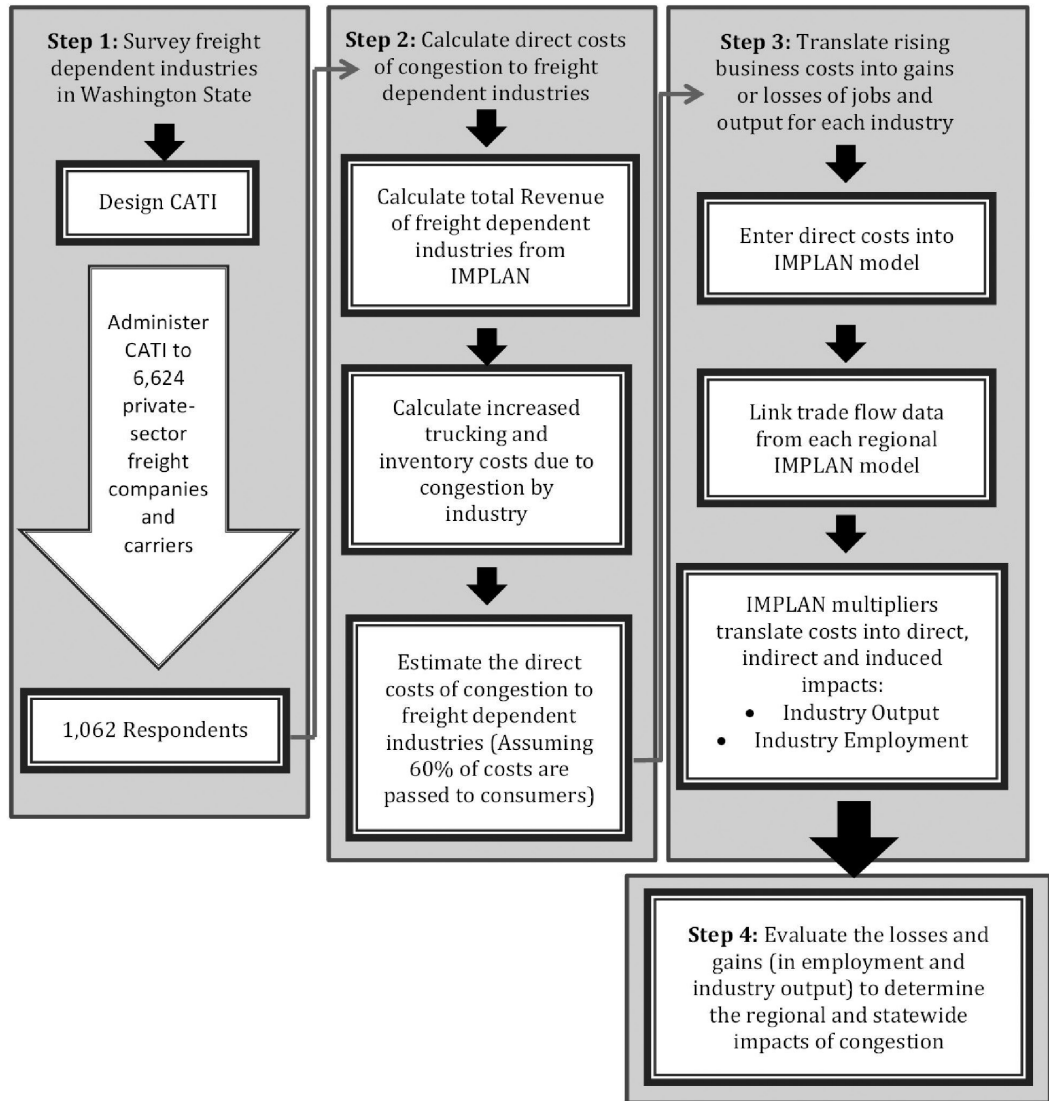 Step 1: Survey freight
dependent industries
in Washington State
Design CATI
Administer
CATI to
6,624
private-
sector
freight
companies
and
carriers
1,062 Respondents
Step 2: Calculate direct costs
of congestion to freight
dependent industries
Calculate total Revenue
of freight dependent
industries from
IMPLAN
Calculate increased
trucking and
inventory costs due to
congestion by
industry
Estimate the direct
costs of congestion to
freight dependent
industries (Assuming
60% of costs are
passed to consumers)
Step 3: Translate rising
business costs into gains
or losses of jobs and
output for each industry
Enter direct costs into
IMPLAN model
Link trade flow data
from each regional
IMPLAN model
IMPLAN multipliers
translate costs into direct,
indirect and induced
impacts:
• Industry Output
• Industry Employment
Step 4: Evaluate the losses and
gains (in employment and
industry output) to determine
the regional and statewide
impacts of congestion